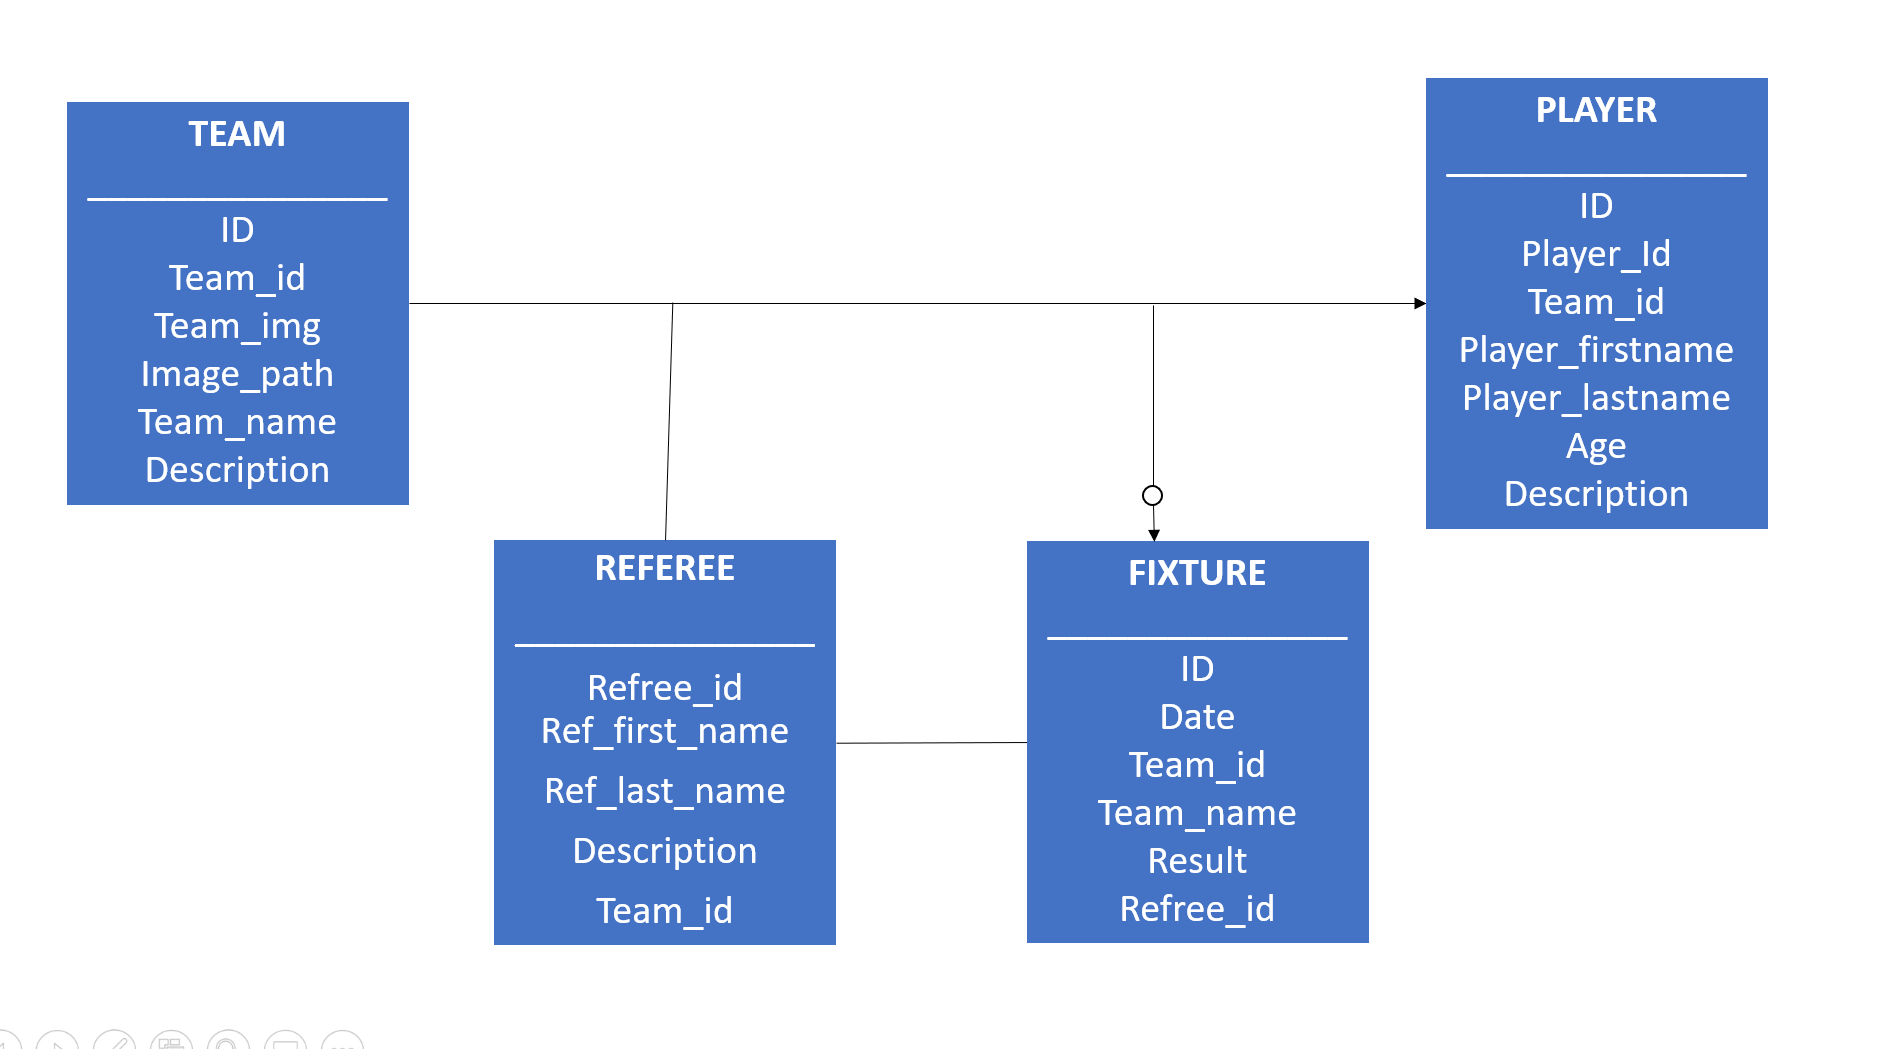 TEAM
ID
Team_id
Team_img
Image_path
Team_name
Description
PLAYER
ID
Player_Id
Team_id
Player_firstname
Player_lastname
Age
Description
REFEREE
Refree_id
Ref_first_name
Ref_last_name
Description
Team_id
FIXTURE
ID
Date
Team_id
Team_name
Result
Refree_id